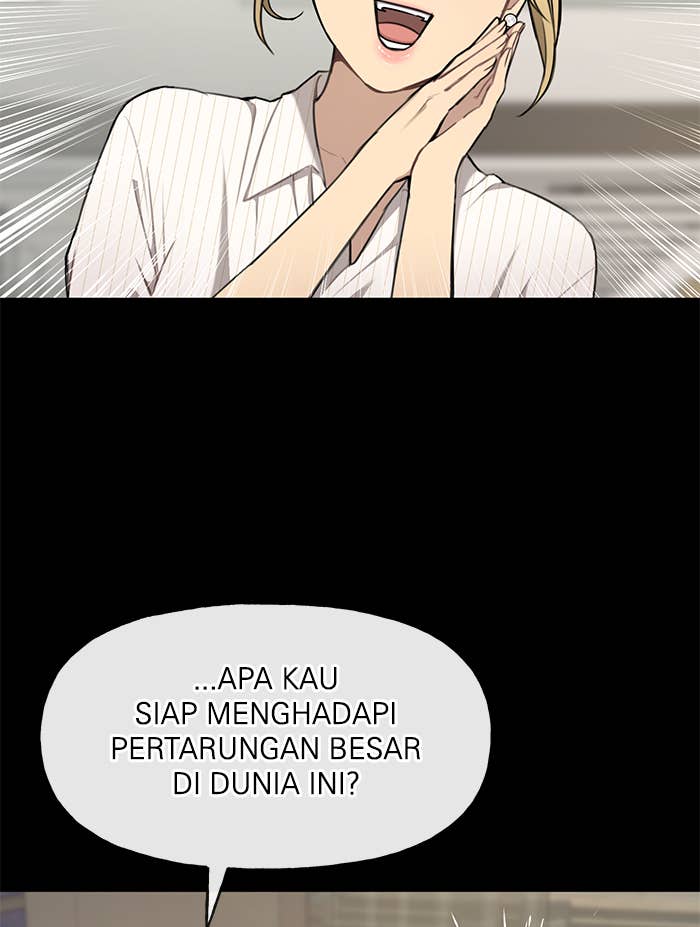 ...APA KAU
SIAP MENGHADAPI
PERTARUNGAN BESAR
DI DUNIA INI?